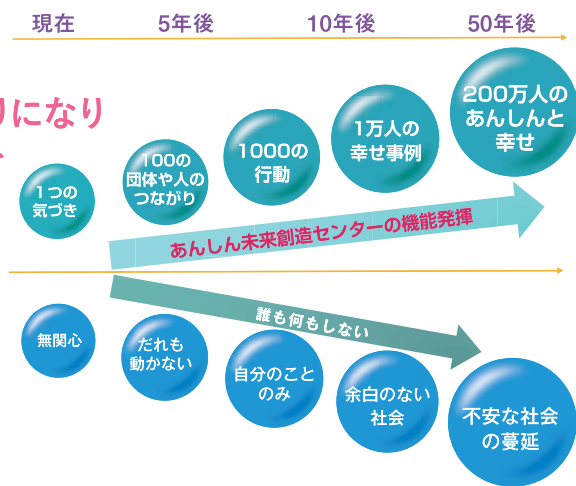 現在 5年後 10年後 50年後
りになり
200万人の
あんしんと
幸せ
1万人の
幸せ事例
1000の
行動
100の
団体や人の
つながり
1つの
気づき
あんしん未来創造センターの機能発揮
誰も何もしない
無関心
だれも
動かない
自分のこと
のみ
余白のない
社会
不安な社会
の蔓延